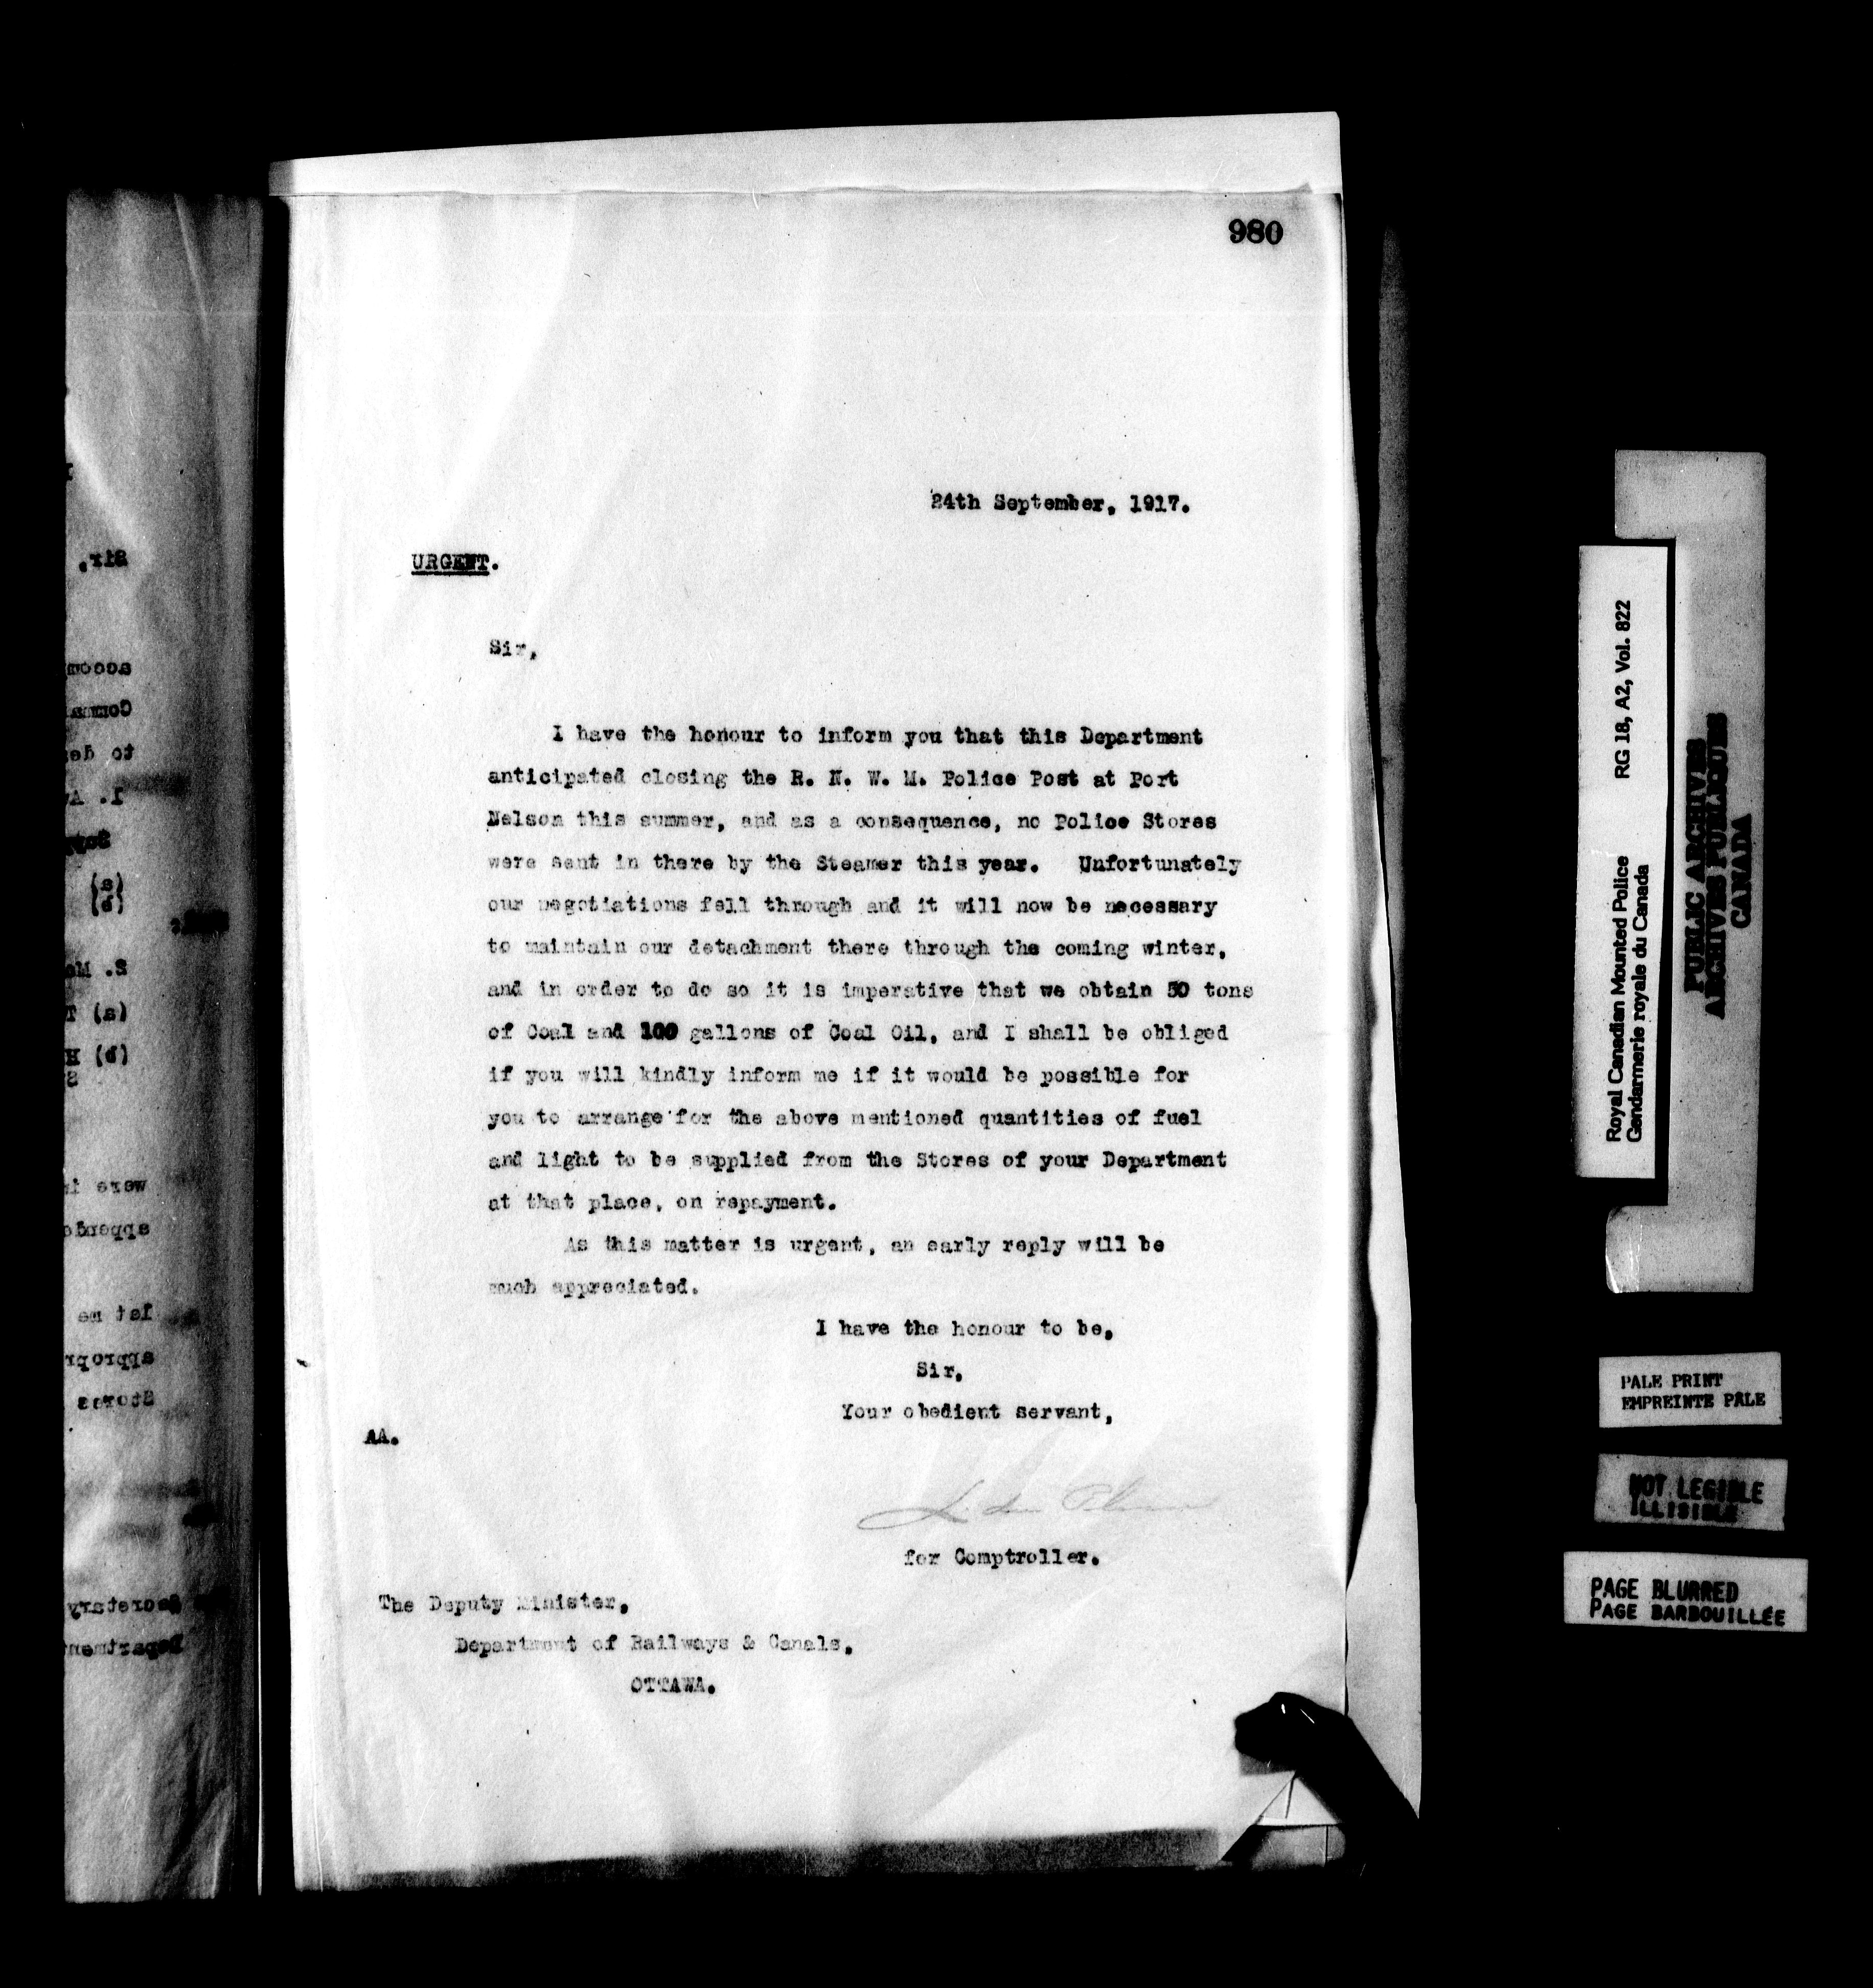 980
24th September, 1917.
URGENT.
Sir,
I have the honour to inform you that this Department
anticipated closing the R. N. W. M. Police Post at Port
Nelson this summer, and as a consequence, no Police Stores
were sent in there by the Steamer this year. Unfortunately
our negotiations fell through and it will now be necessary
to maintain our detachment there through the coming winter,
and in order to do so it is imperative that we obtain 50 tons
of Coal and 100 gallons of Coal Oil, and I shall be obliged
if you will kindly inform me if it would be possible for
you to arrange for the above mentioned quantities of fuel
and light to be supplied from the Stores of your Department
at that place, on repayment.
As this matter is urgent, an early reply will be
much appreciated.
I have the honour to be,
Sir,
Your obedient servant,
AA.
for Comptroller.
The Deputy Minister,
Department of Railways & Canals,
OTTAWA.
Royal Canadian Mounted Police RG 18, A2, Vol. 822
Gendarmerie royale du Canada
PUBLIC ARCHIVES
ARCHIVES PUBLIQUES
CANADA
PALE PRINT
EMPREINTE PÂLE
NOT LEGIBLE
ILLISIBLE
PAGE BLURRED
PAGE BARBOUILLÉE